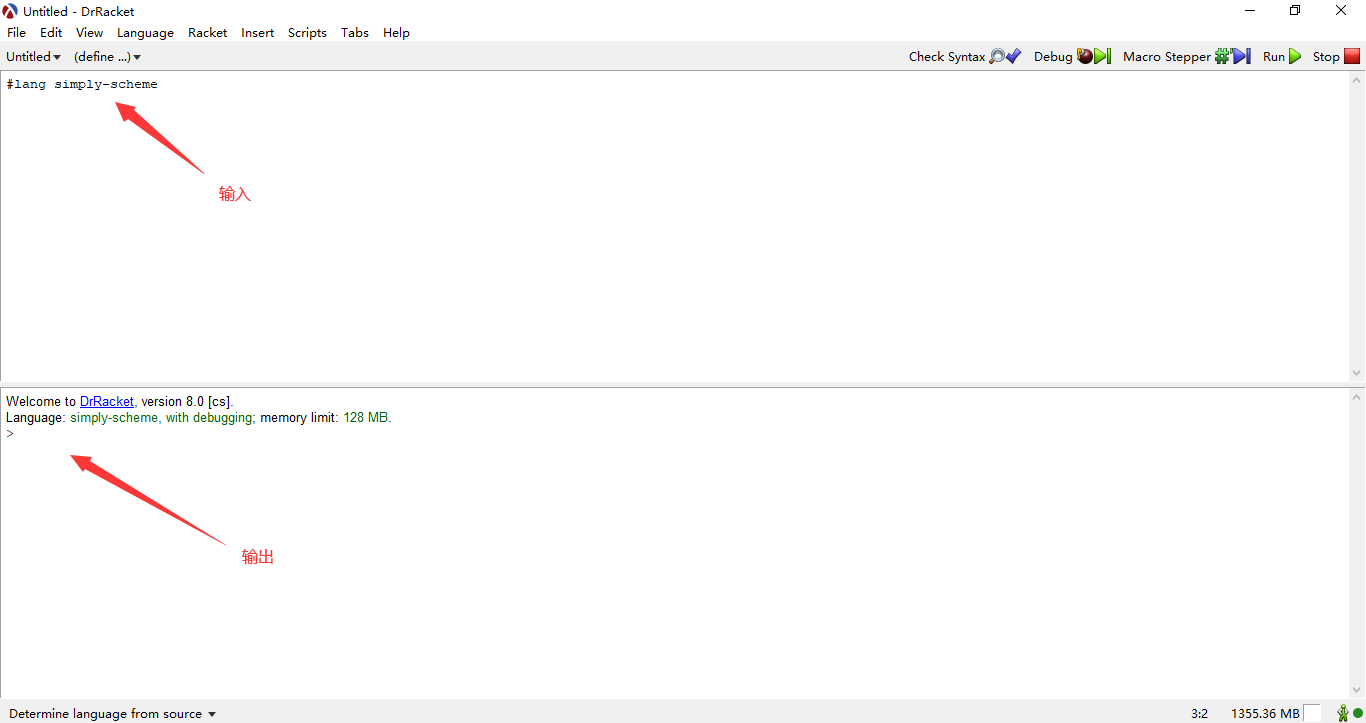 Untitled - DrRacket
File Edit View Language Racket Insert Scripts Tabs Help
Untitled (define ...) Check Syntax Debug Macro Stepper Run Stop
#lang simply-scheme
输入
Welcome to DrRacket, version 8.0 [cs].
Language: simply-scheme, with debugging; memory limit: 128 MB.
>
输出
Determine language from source 3:2 1355.36 MB